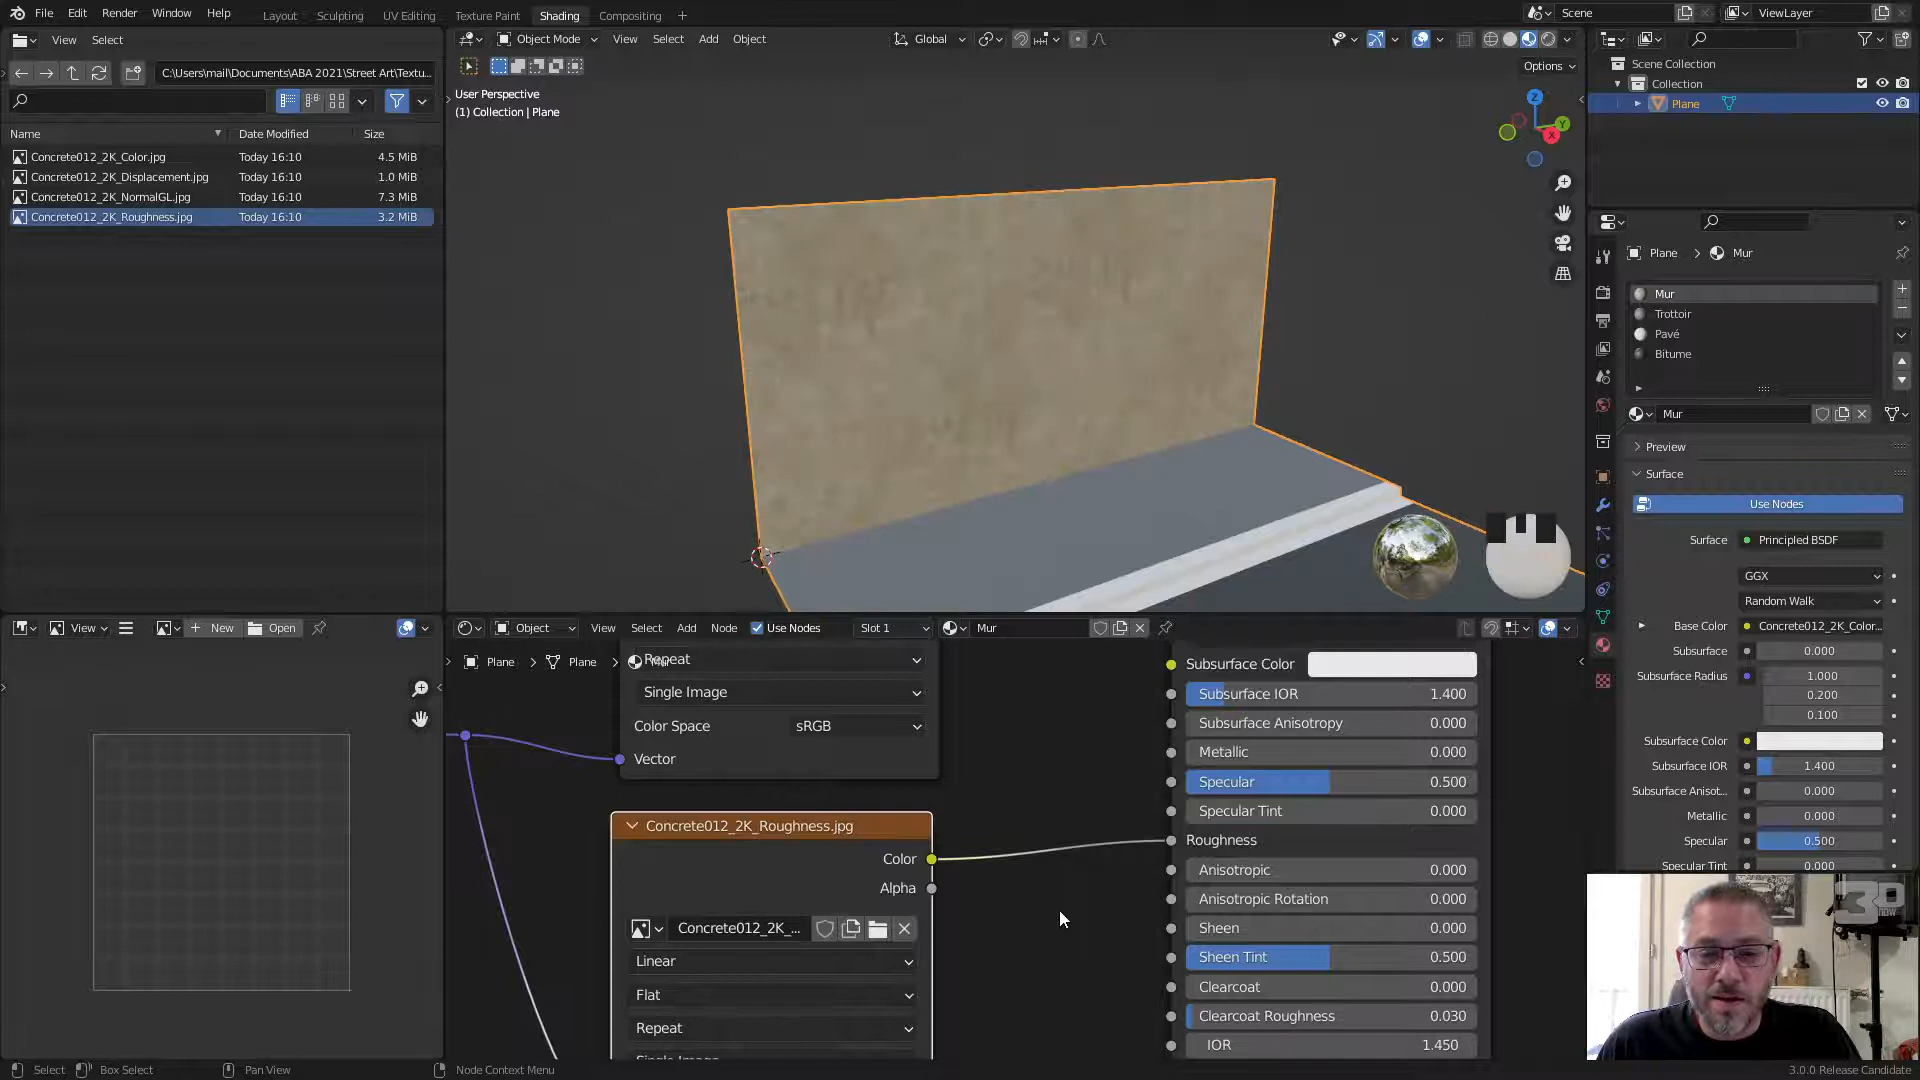 File Edit Render Window Help Layout Sculpting UV Editing Texture Paint Shading Compositing Scene ViewLayer
View Select
C:\Users\mail\Documents\ABA 2021\Street Art\Textu...
Name Date Modified Size
Concrete012_2K_Color.jpg Today 16:10 4.5 MiB
Concrete012_2K_Displacement.jpg Today 16:10 1.0 MiB
Concrete012_2K_NormalGL.jpg Today 16:10 7.3 MiB
Concrete012_2K_Roughness.jpg Today 16:10 3.2 MiB
Object Mode View Select Add Object Global
Options
User Perspective
(1) Collection | Plane
Z
Y
X
Scene Collection
Collection
Plane
Plane > Mur
Mur
Trottoir
Pavé
Bitume
Mur
Preview
Surface
Use Nodes
Surface Principled BSDF
GGX
Random Walk
Base Color Concrete012_2K_Color...
Subsurface 0.000
Subsurface Radius 1.000
0.200
0.100
Subsurface Color
Subsurface IOR 1.400
Subsurface Anisot... 0.000
Metallic 0.000
Specular 0.500
Specular Tint 0.000
View New Open
Object View Select Add Node Use Nodes Slot 1 Mur
Plane > Plane > Mur
Repeat
Single Image
Color Space sRGB
Vector
Concrete012_2K_Roughness.jpg
Color
Alpha
Concrete012_2K_...
Linear
Flat
Repeat
Single Image
Subsurface Color
Subsurface IOR 1.400
Subsurface Anisotropy 0.000
Metallic 0.000
Specular 0.500
Specular Tint 0.000
Roughness
Anisotropic 0.000
Anisotropic Rotation 0.000
Sheen 0.000
Sheen Tint 0.500
Clearcoat 0.000
Clearcoat Roughness 0.030
IOR 1.450
Select Box Select Pan View Node Context Menu 3.0.0 Release Candidate